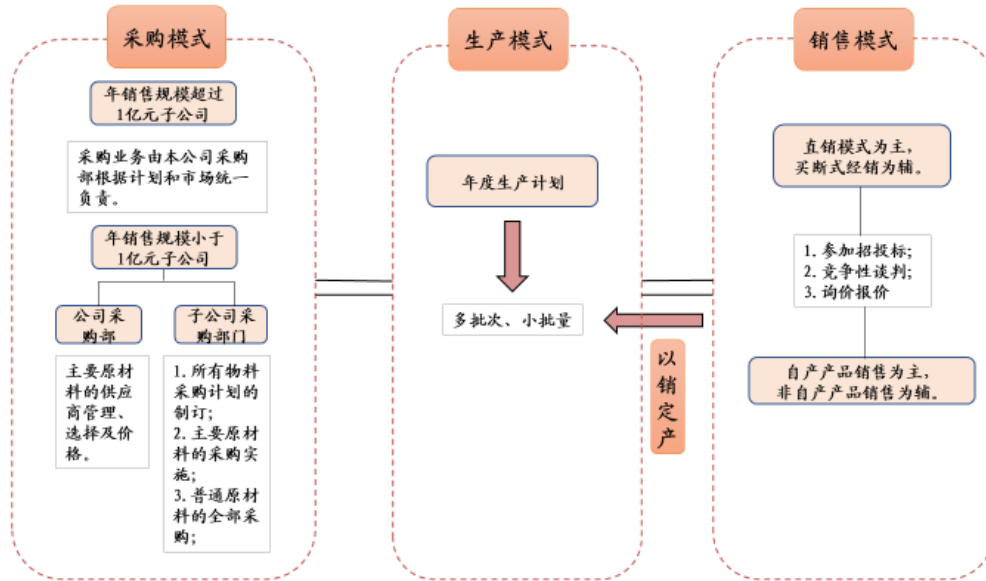 采购模式
年销售规模超过
1亿元子公司
采购业务由本公司采购
部根据计划和市场统一
负责。
年销售规模小于
1亿元子公司
公司采
购部
主要原材
料的供应
商管理、
选择及价
格。
子公司采
购部门
1. 所有物料
采购计划的
制订;
2. 主要原材
料的采购实
施;
3. 普通原材
料的全部采
购;
生产模式
年度生产计划
多批次、小批量
以
销
定
产
销售模式
直销模式为主，
买断式经销为辅。
1. 参加招投标;
2. 竞争性谈判;
3. 询价报价
自产产品销售为主，
非自产产品销售为辅。